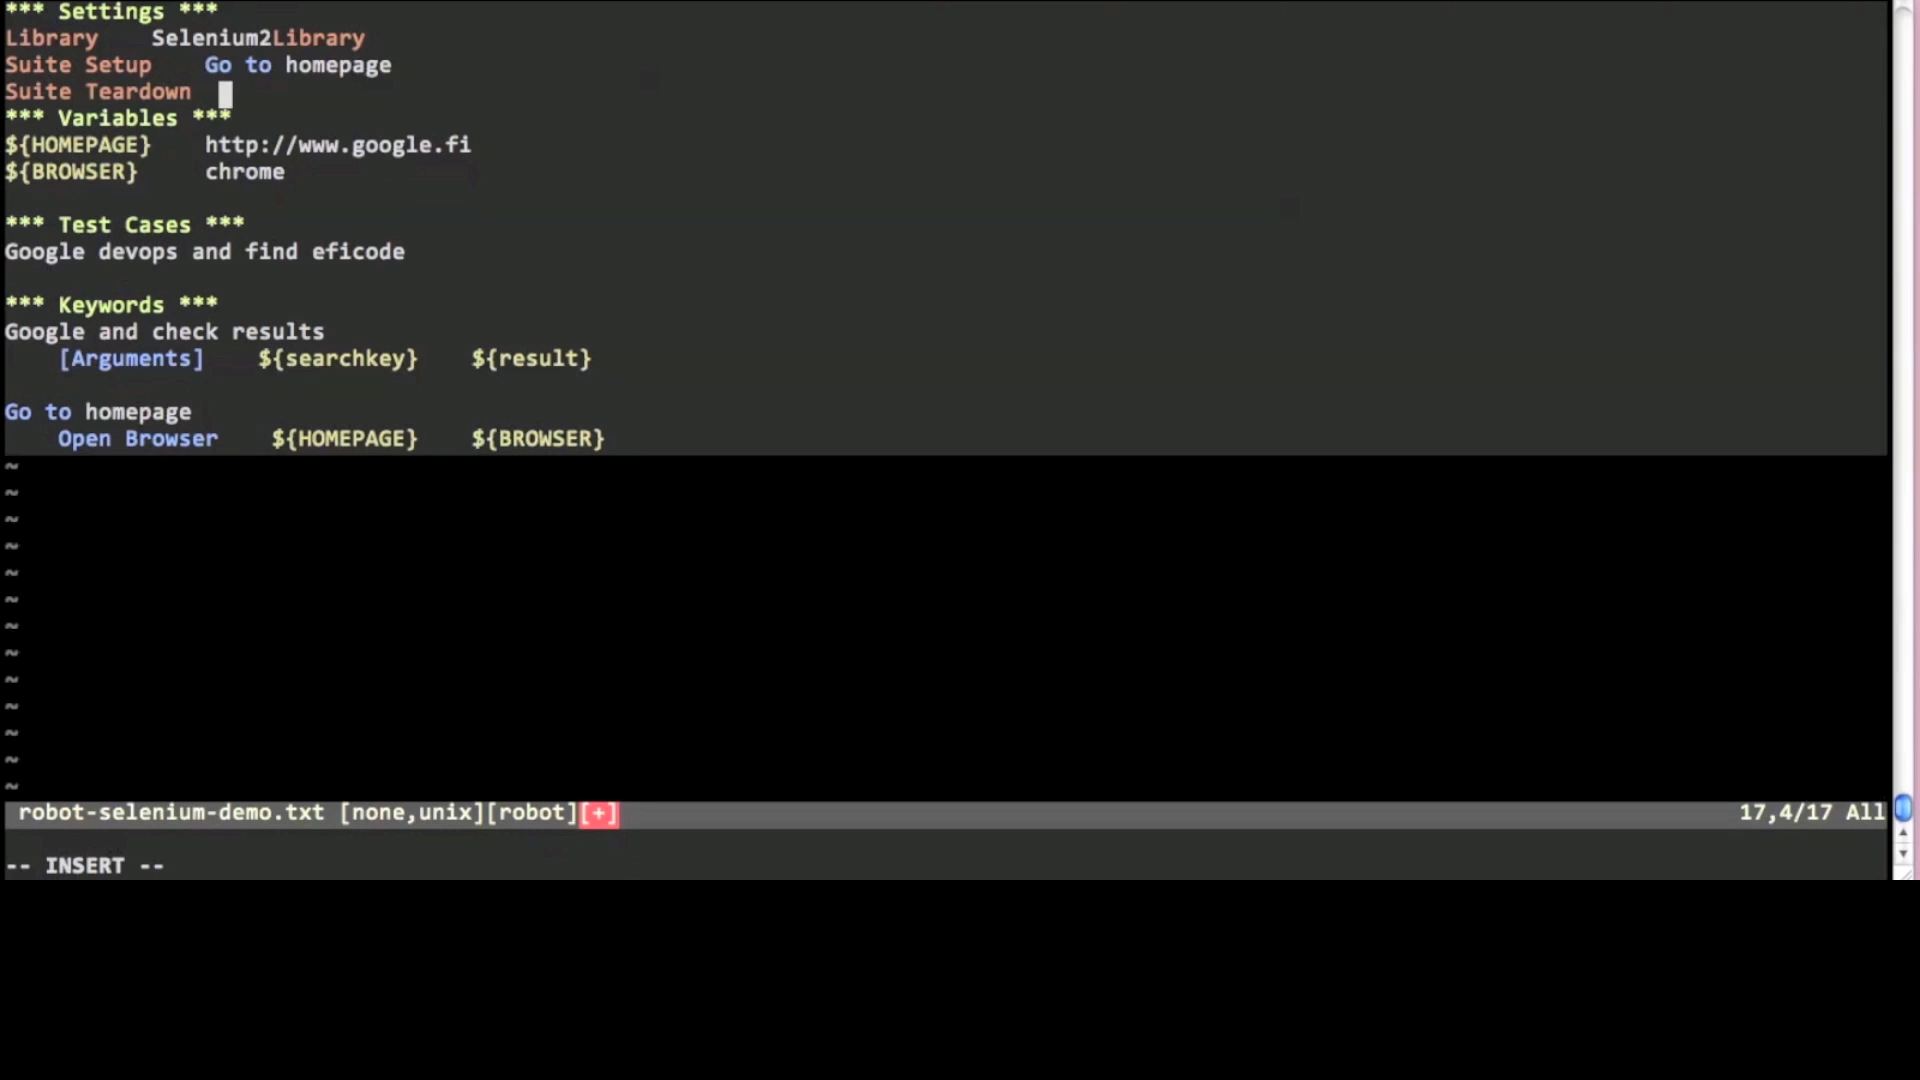 *** Settings ***
Library    Selenium2Library
Suite Setup    Go to homepage
Suite Teardown
*** Variables ***
${HOMEPAGE}    http://www.google.fi
${BROWSER}     chrome
*** Test Cases ***
Google devops and find eficode
*** Keywords ***
Google and check results
    [Arguments]    ${searchkey}    ${result}
Go to homepage
    Open Browser    ${HOMEPAGE}    ${BROWSER}
~
~
~
~
~
~
~
~
~
~
~
~
~
robot-selenium-demo.txt [none,unix][robot][+] 17,4/17 All
-- INSERT --